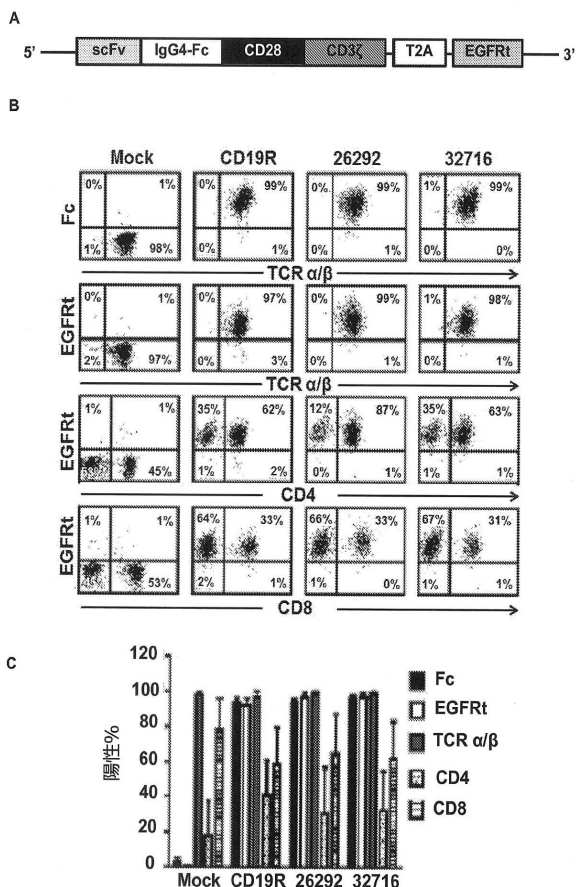 A
5' scFv IgG4-Fc CD28 CD3ζ T2A EGFRt 3'
B
Mock CD19R 26292 32716
Fc
0% 1% 0% 99% 0% 99% 1% 99%
1% 98% 0% 1% 0% 1% 0% 0%
TCR α/β
EGFRt
0% 1% 0% 97% 0% 99% 1% 98%
2% 97% 0% 3% 0% 1% 0% 1%
TCR α/β
EGFRt
1% 1% 35% 62% 12% 87% 35% 63%
45% 1% 2% 0% 1% 1% 1%
CD4
EGFRt
1% 1% 64% 33% 66% 33% 67% 31%
53% 2% 1% 1% 0% 1% 1%
CD8
C
陽性%
120
100
80
60
40
20
0
Mock CD19R 26292 32716
Fc
EGFRt
TCR α/β
CD4
CD8